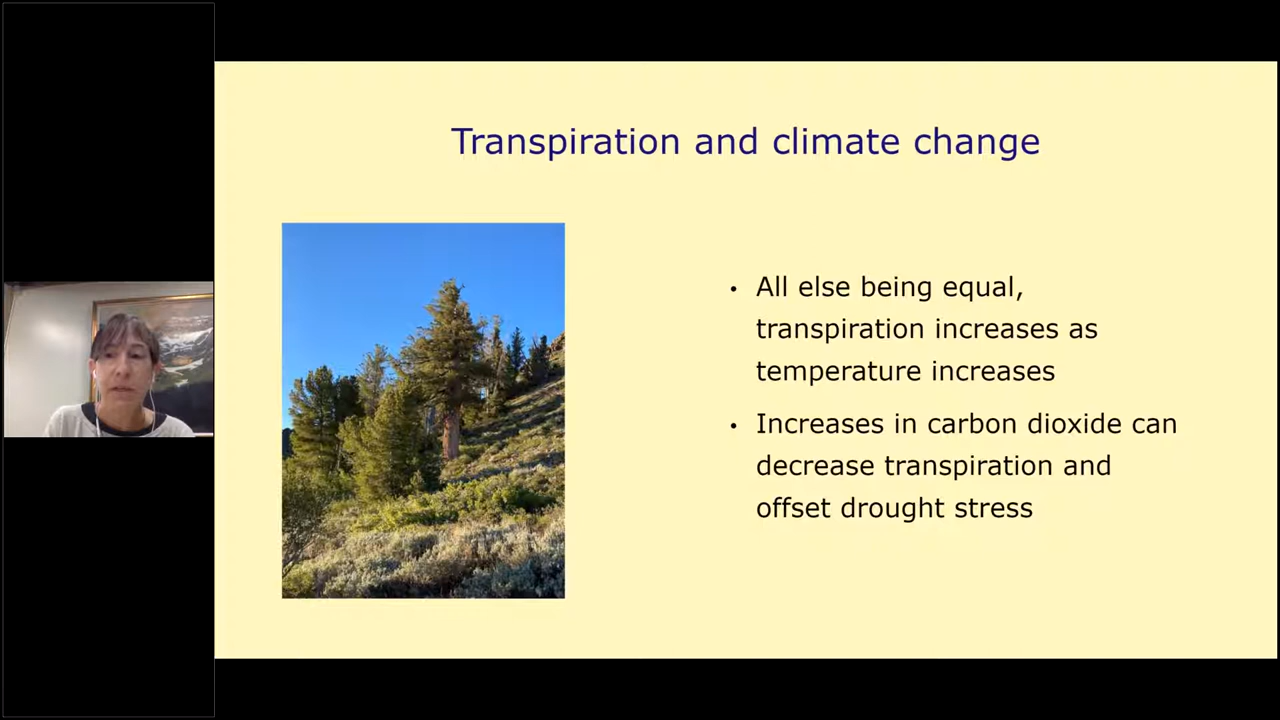 Transpiration and climate change
• All else being equal,
transpiration increases as
temperature increases
• Increases in carbon dioxide can
decrease transpiration and
offset drought stress